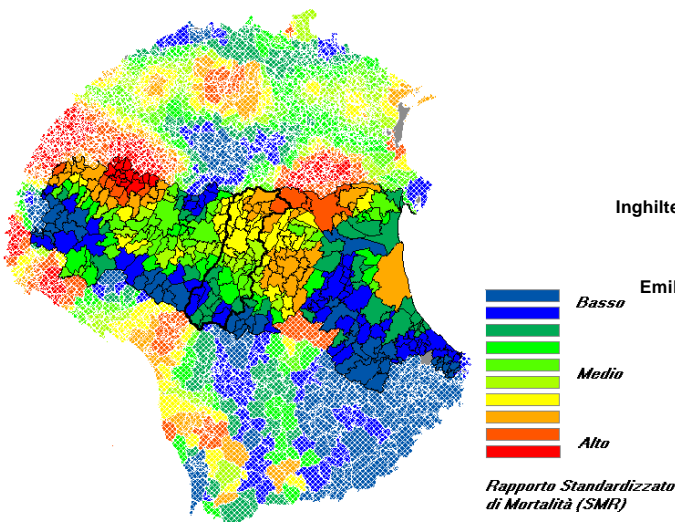 Inghilte
Emil
Basso
Medio
Alto
Rapporto Standardizzato
di Mortalità (SMR)